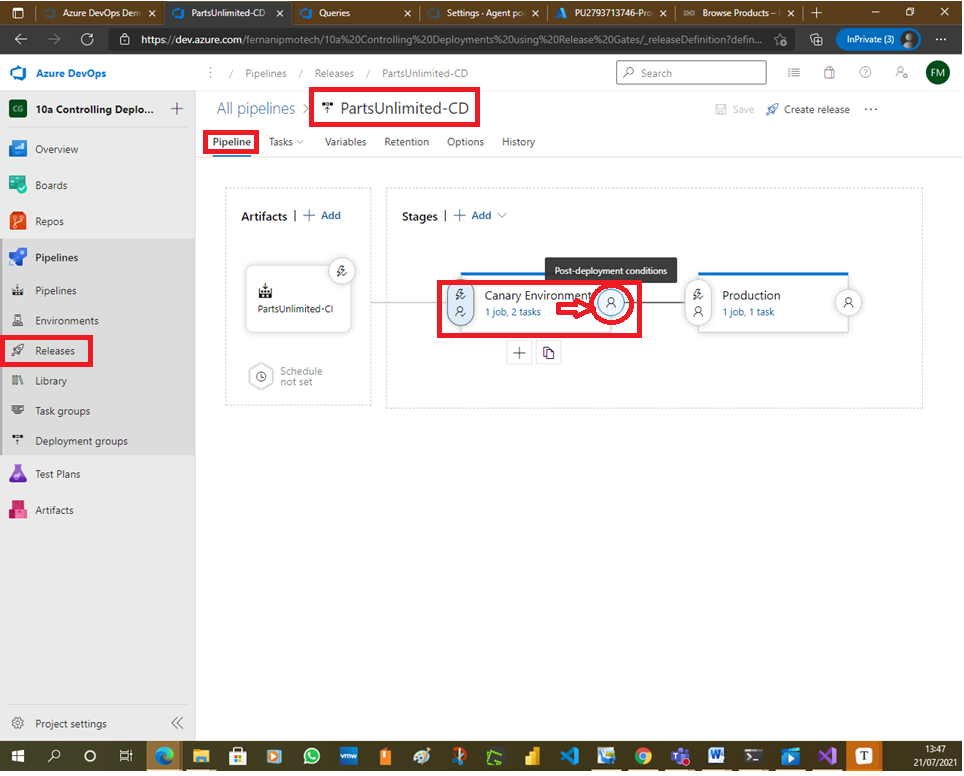 Azure DevOps Dem
PartsUnlimited-CD
Queries
Settings · Agent po
PU2793713746-Pro
Browse Products –
https://dev.azure.com/fernanipmotech/10a%20Controlling%20Deployments%20using%20Release%20Gates/_releaseDefinition?defin...
InPrivate (3)
Azure DevOps
/ Pipelines / Releases / PartsUnlimited-CD
Search
FM
CG
10a Controlling Deplo...
All pipelines > PartsUnlimited-CD
Save
Create release
Pipeline
Tasks
Variables
Retention
Options
History
Overview
Boards
Repos
Pipelines
Pipelines
Environments
Releases
Library
Task groups
Deployment groups
Test Plans
Artifacts
Project settings
Artifacts | + Add
PartsUnlimited-CI
Schedule
not set
Stages | + Add
Post-deployment conditions
Canary Environment
1 job, 2 tasks
Production
1 job, 1 task
vmw
T
13:47
21/07/2021